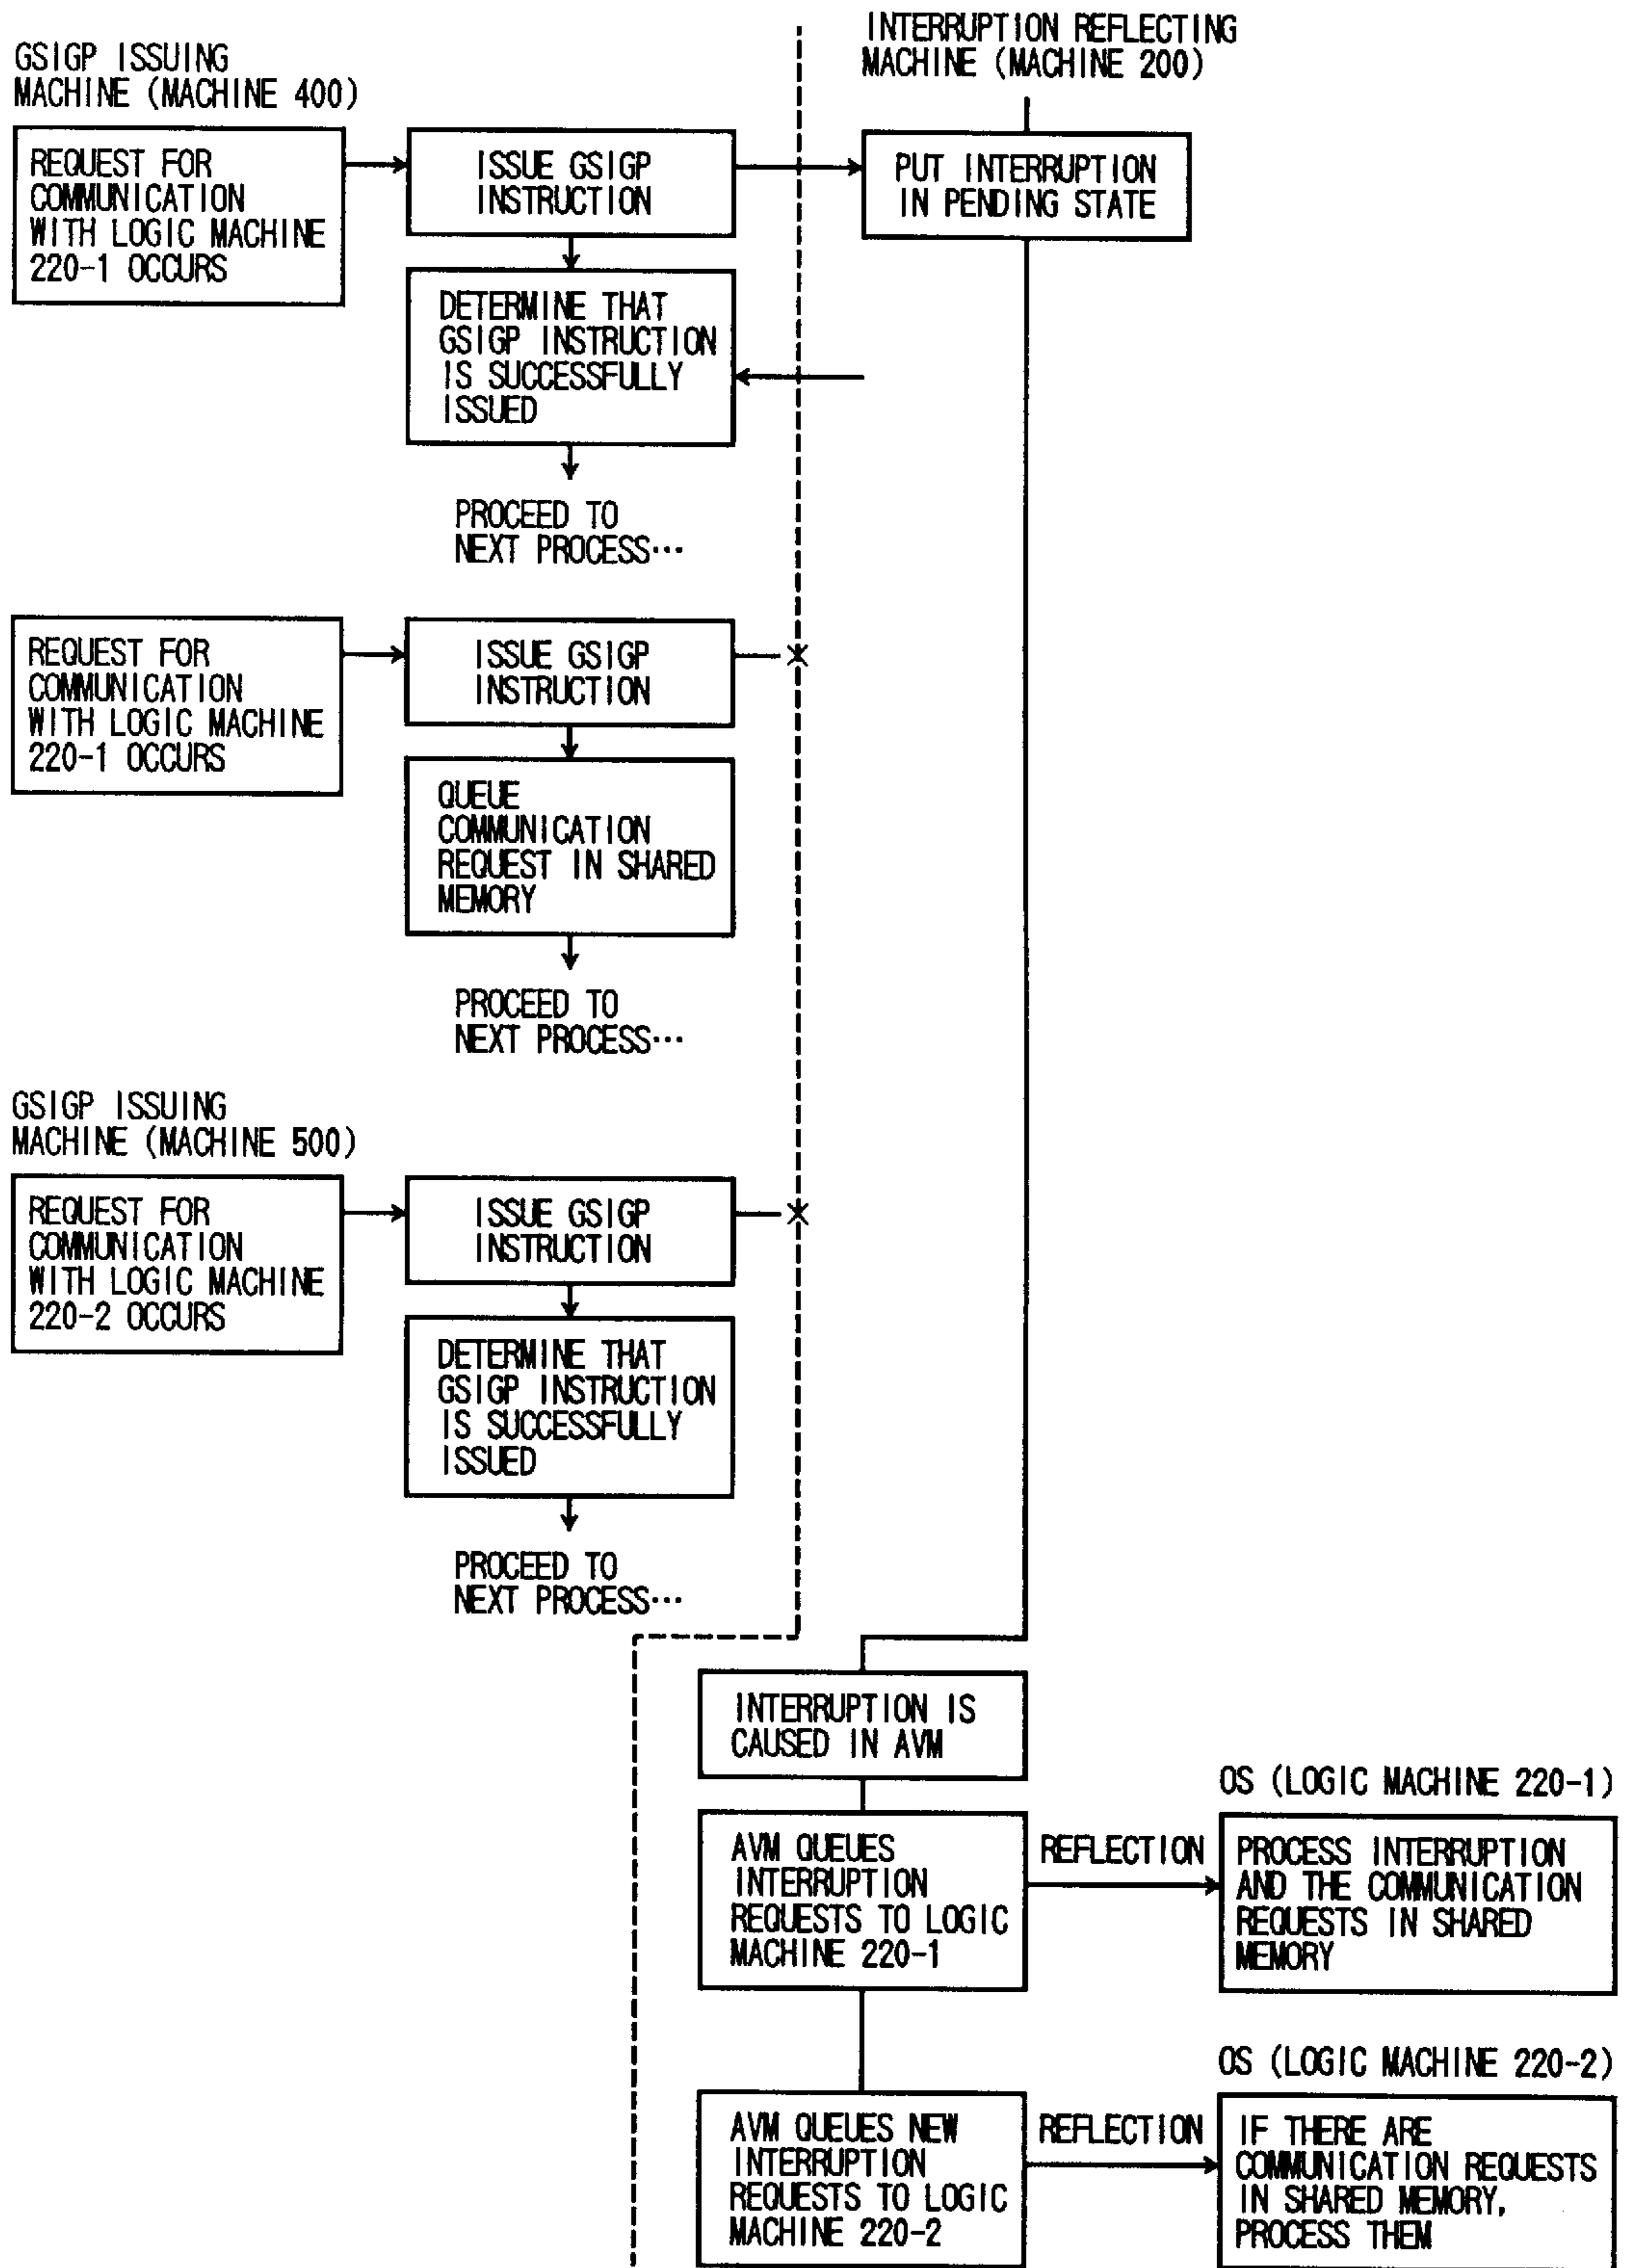 GSIGP ISSUING
MACHINE (MACHINE 400)
INTERRUPTION REFLECTING
MACHINE (MACHINE 200)
REQUEST FOR
COMMUNICATION
WITH LOGIC MACHINE
220-1 OCCURS
ISSUE GSIGP
INSTRUCTION
PUT INTERRUPTION
IN PENDING STATE
DETERMINE THAT
GSIGP INSTRUCTION
IS SUCCESSFULLY
ISSUED
PROCEED TO
NEXT PROCESS…
REQUEST FOR
COMMUNICATION
WITH LOGIC MACHINE
220-1 OCCURS
ISSUE GSIGP
INSTRUCTION
QUEUE
COMMUNICATION
REQUEST IN SHARED
MEMORY
PROCEED TO
NEXT PROCESS…
GSIGP ISSUING
MACHINE (MACHINE 500)
REQUEST FOR
COMMUNICATION
WITH LOGIC MACHINE
220-2 OCCURS
ISSUE GSIGP
INSTRUCTION
DETERMINE THAT
GSIGP INSTRUCTION
IS SUCCESSFULLY
ISSUED
PROCEED TO
NEXT PROCESS…
INTERRUPTION IS
CAUSED IN AVM
AVM QUEUES
INTERRUPTION
REQUESTS TO LOGIC
MACHINE 220-1
REFLECTION
OS (LOGIC MACHINE 220-1)
PROCESS INTERRUPTION
AND THE COMMUNICATION
REQUESTS IN SHARED
MEMORY
AVM QUEUES NEW
INTERRUPTION
REQUESTS TO LOGIC
MACHINE 220-2
REFLECTION
OS (LOGIC MACHINE 220-2)
IF THERE ARE
COMMUNICATION REQUESTS
IN SHARED MEMORY,
PROCESS THEM